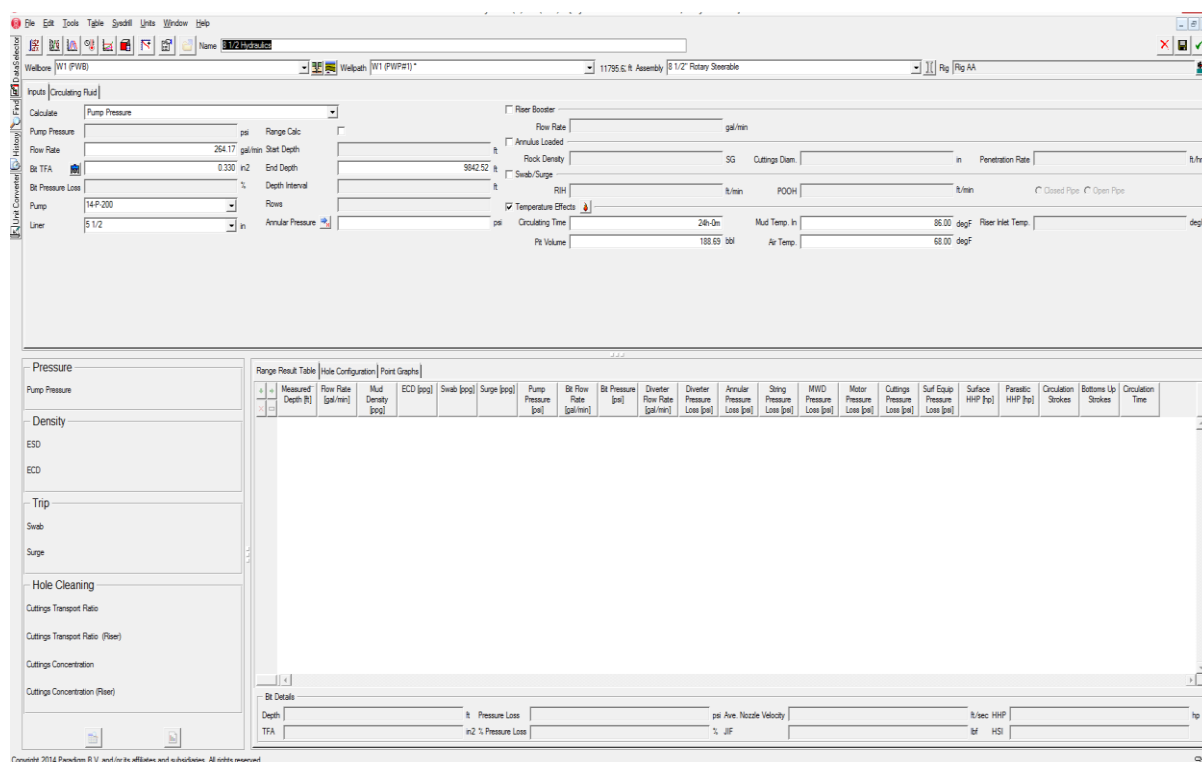 File Edit Tools Table Sysdrill Units Window Help
Name 8 1/2 Hydraulics
Wellbore W1 (PWB) Wellpath W1 (PWP#1) * 11795.62 ft Assembly 8 1/2" Rotary Steerable Rig Rig AA
DataSelector
Find
History
Unit Converter
Inputs Circulating Fluid
Calculate Pump Pressure
Pump Pressure psi Range Calc
Flow Rate 264.17 gal/min Start Depth ft
Bit TFA 0.330 in2 End Depth 9842.52 ft
Bit Pressure Loss % Depth Interval ft
Pump 14-P-200 Rows
Liner 5 1/2 in Annular Pressure psi
Riser Booster
Flow Rate gal/min
Annulus Loaded
Rock Density SG Cuttings Diam. in Penetration Rate ft/hr
Swab/Surge
RIH ft/min POOH ft/min Closed Pipe Open Pipe
Temperature Effects
Circulating Time 24h-0m Mud Temp. In 86.00 degF Riser Inlet Temp.
Pit Volume 188.69 bbl Air Temp. 68.00 degF
Pressure
Pump Pressure
Density
ESD
ECD
Trip
Swab
Surge
Hole Cleaning
Cuttings Transport Ratio
Cuttings Transport Ratio (Riser)
Cuttings Concentration
Cuttings Concentration (Riser)
Range Result Table Hole Configuration Point Graphs
Measured Depth [ft] Flow Rate [gal/min] Mud Density [ppg] ECD [ppg] Swab [ppg] Surge [ppg] Pump Pressure [psi] Bit Flow Rate [gal/min] Bit Pressure [psi] Diverter Flow Rate [gal/min] Diverter Pressure Loss [psi] Annular Pressure Loss [psi] String Pressure Loss [psi] MWD Pressure Loss [psi] Motor Pressure Loss [psi] Cuttings Pressure Loss [psi] Surf Equip Pressure Loss [psi] Surface HHP [hp] Parasitic HHP [hp] Circulation Strokes Bottoms Up Strokes Circulation Time
Bit Details
Depth ft Pressure Loss psi Ave. Nozzle Velocity ft/sec HHP hp
TFA in2 % Pressure Loss % JIF lbf HSI
Copyright 2014 Paradigm B.V. and/or its affiliates and subsidiaries. All rights reserved.